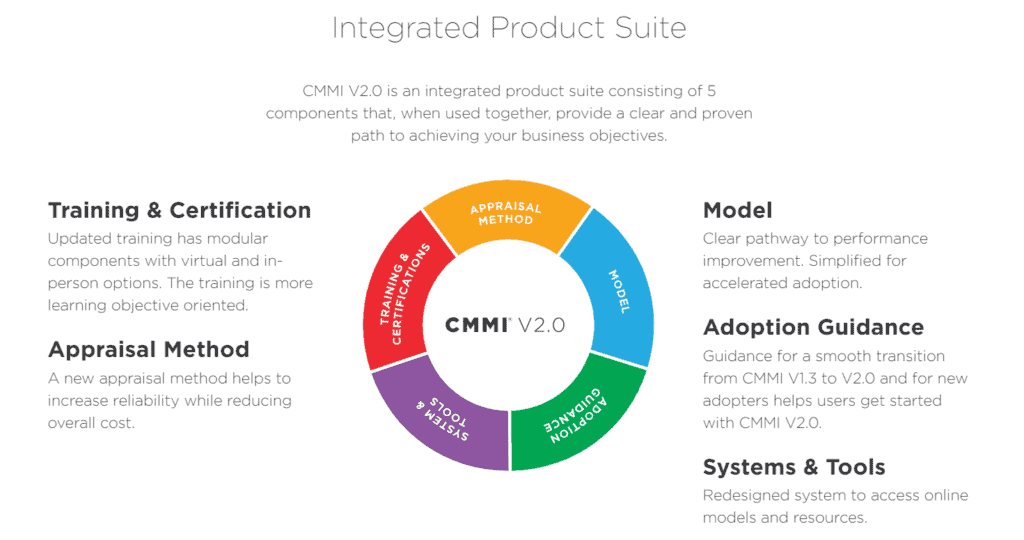 Integrated Product Suite
CMMI V2.0 is an integrated product suite consisting of 5
components that, when used together, provide a clear and proven
path to achieving your business objectives.
Training & Certification
Updated training has modular
components with virtual and in-
person options. The training is more
learning objective oriented.
Appraisal Method
A new appraisal method helps to
increase reliability while reducing
overall cost.
APPRAISAL
METHOD
MODEL
ADOPTION
GUIDANCE
SYSTEM &
TOOLS
TRAINING &
CERTIFICATIONS
CMMI™ V2.0
Model
Clear pathway to performance
improvement. Simplified for
accelerated adoption.
Adoption Guidance
Guidance for a smooth transition
from CMMI V1.3 to V2.0 and for new
adopters helps users get started
with CMMI V2.0.
Systems & Tools
Redesigned system to access online
models and resources.